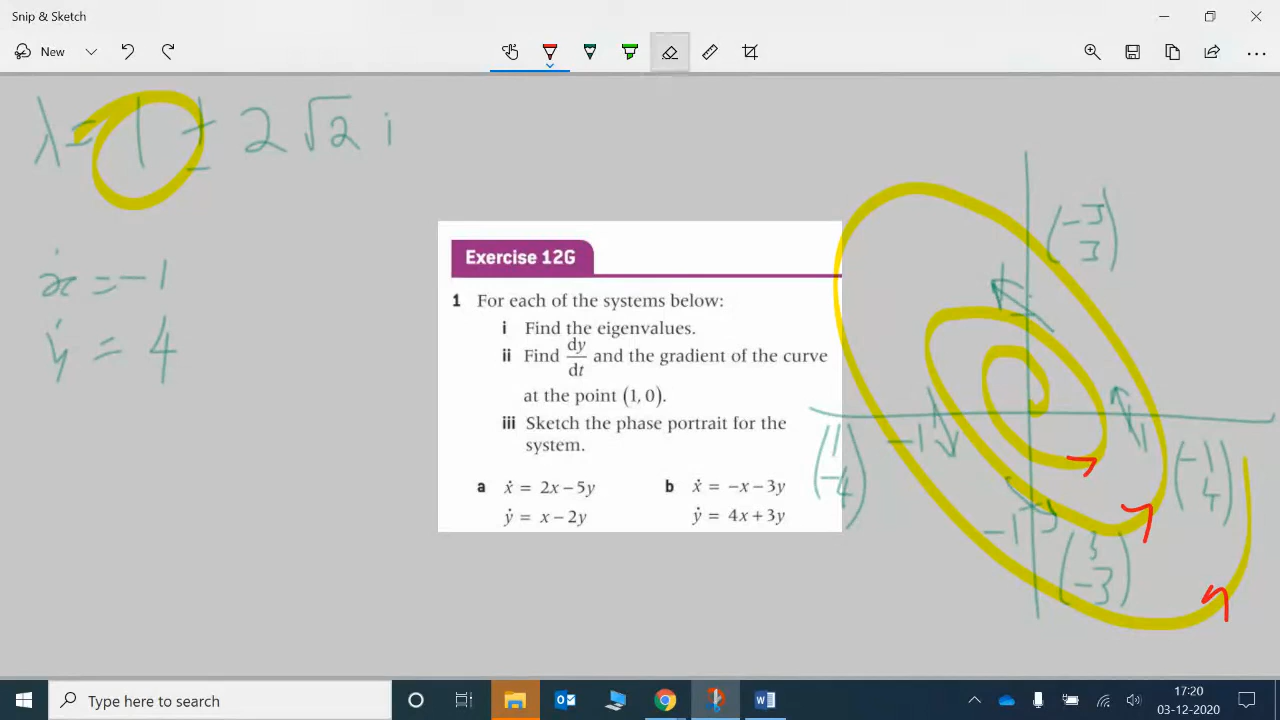 Snip & Sketch
New
λ = 1 ± 2√2 i
ẋ = -1
ẏ = 4
Exercise 12G
1 For each of the systems below:
i Find the eigenvalues.
ii Find dy/dt and the gradient of the curve
at the point (1, 0).
iii Sketch the phase portrait for the
system.
a ẋ = 2x − 5y
ẏ = x − 2y
b ẋ = −x − 3y
ẏ = 4x + 3y
(-3
3)
(1
-4)
-1
1
(-1
4)
-1
(3
-3)
Type here to search
17:20
03-12-2020